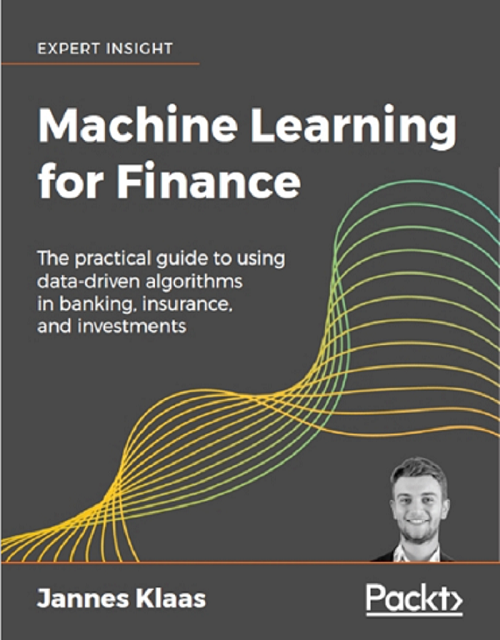 EXPERT INSIGHT
Machine Learning
for Finance
The practical guide to using
data-driven algorithms
in banking, insurance,
and investments
Jannes Klaas
Packt>